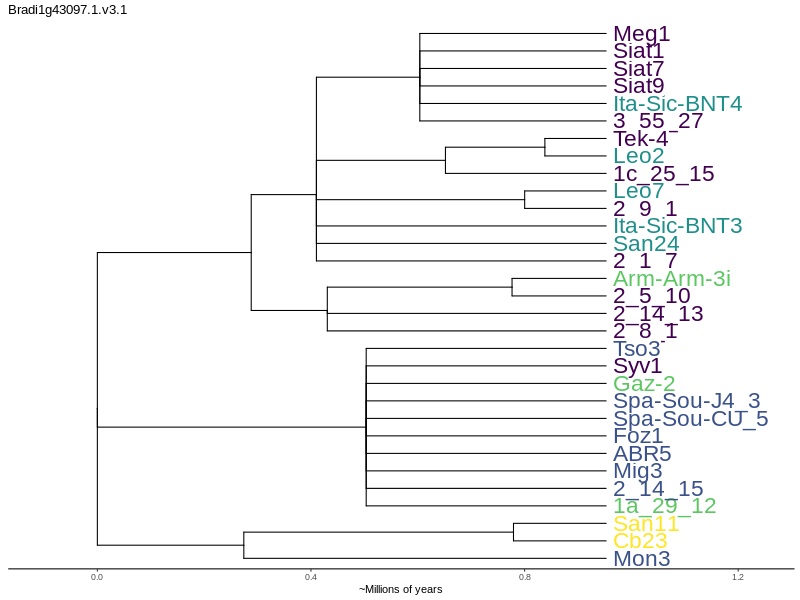 Bradi1g43097.1.v3.1
Meg1
Siat1
Siat7
Siat9
Ita-Sic-BNT4
3_55_27
Tek-4
Leo2
1c_25_15
Leo7
2_9_1
Ita-Sic-BNT3
San24
2_1_7
Arm-Arm-3i
2_5_10
2_14_13
2_8_1
Tso3
Syv1
Gaz-2
Spa-Sou-J4_3
Spa-Sou-CU_5
Foz1
ABR5
Mig3
2_14_15
1a_29_12
San11
Cb23
Mon3
0.0 0.4 0.8 1.2
~Millions of years